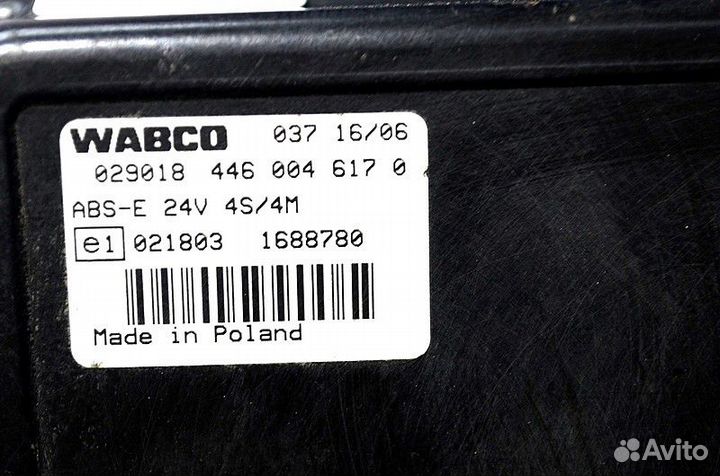 WABCO 037 16/06
029018 446 004 617 0
ABS-E 24V 4S/4M
e1 021803 1688780
Made in Poland
Avito